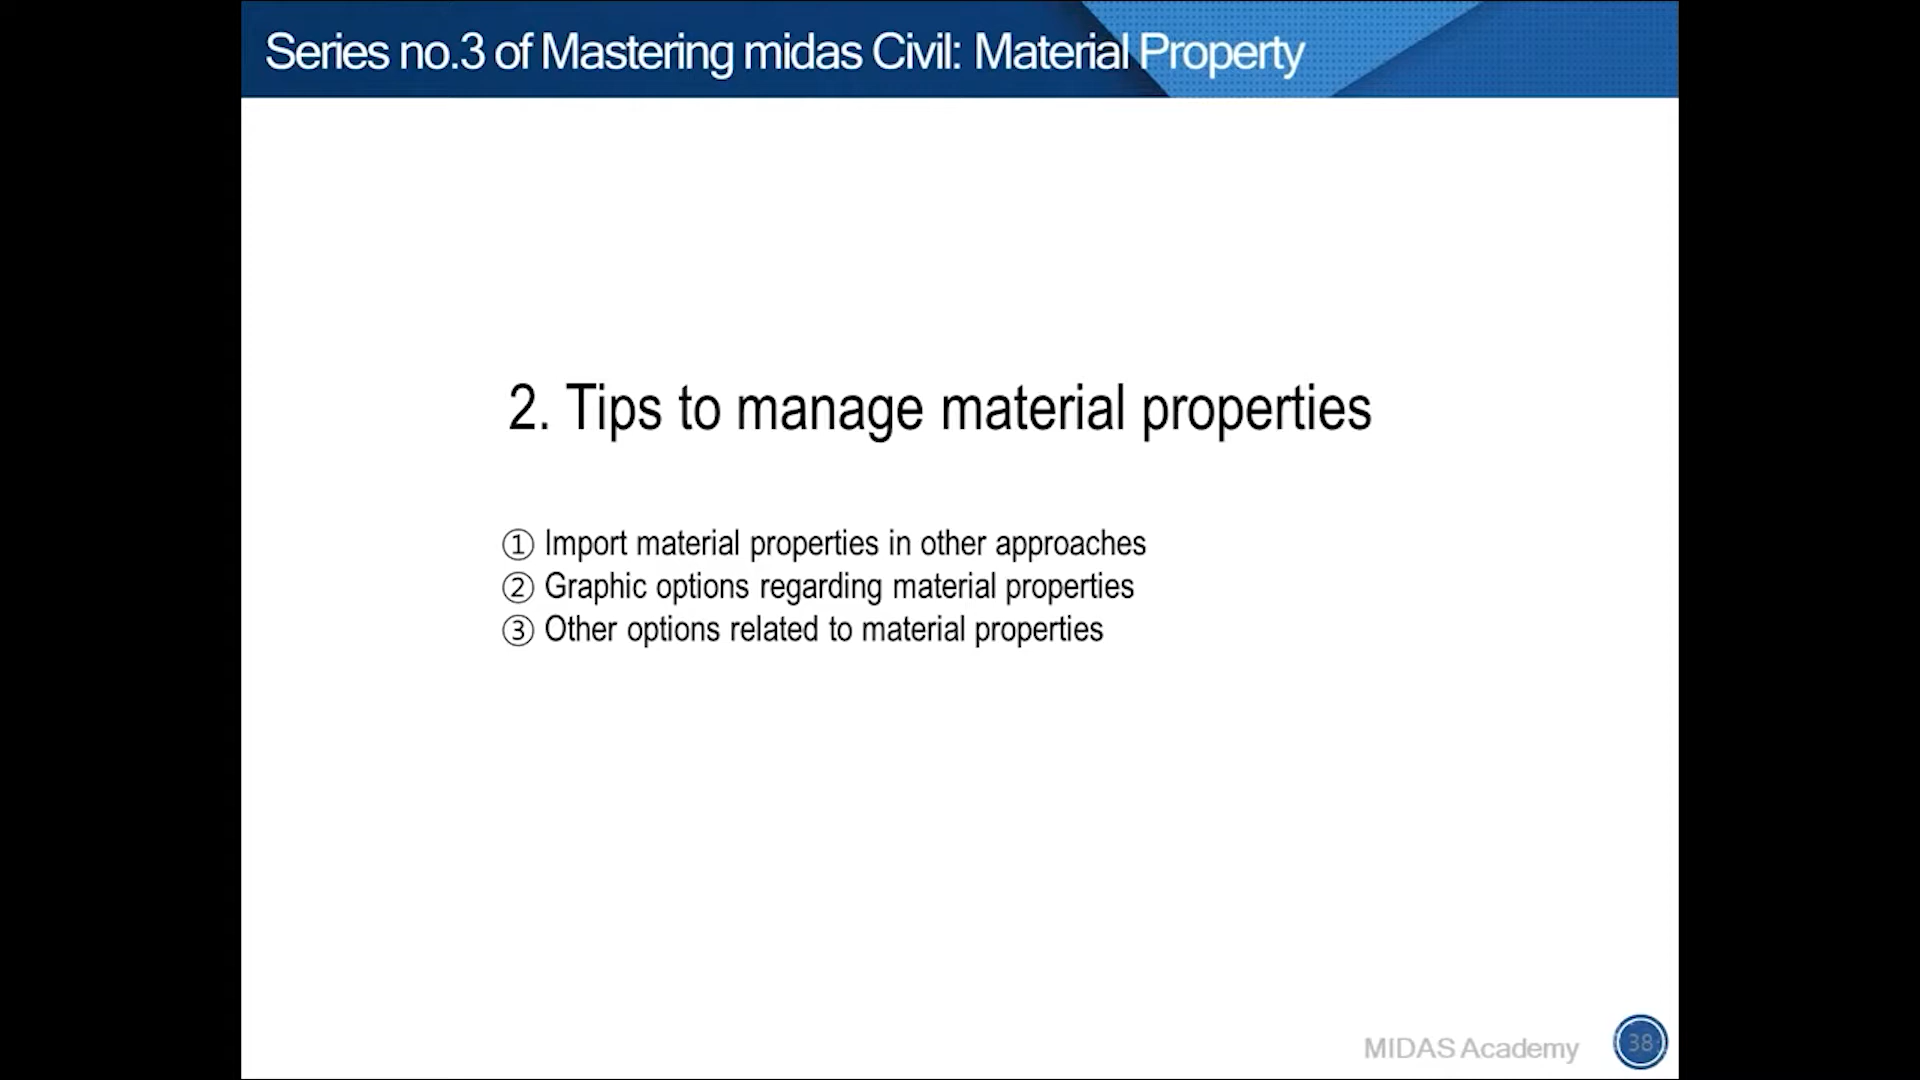 Series no.3 of Mastering midas Civil: Material Property
2. Tips to manage material properties
① Import material properties in other approaches
② Graphic options regarding material properties
③ Other options related to material properties
MIDAS Academy
38